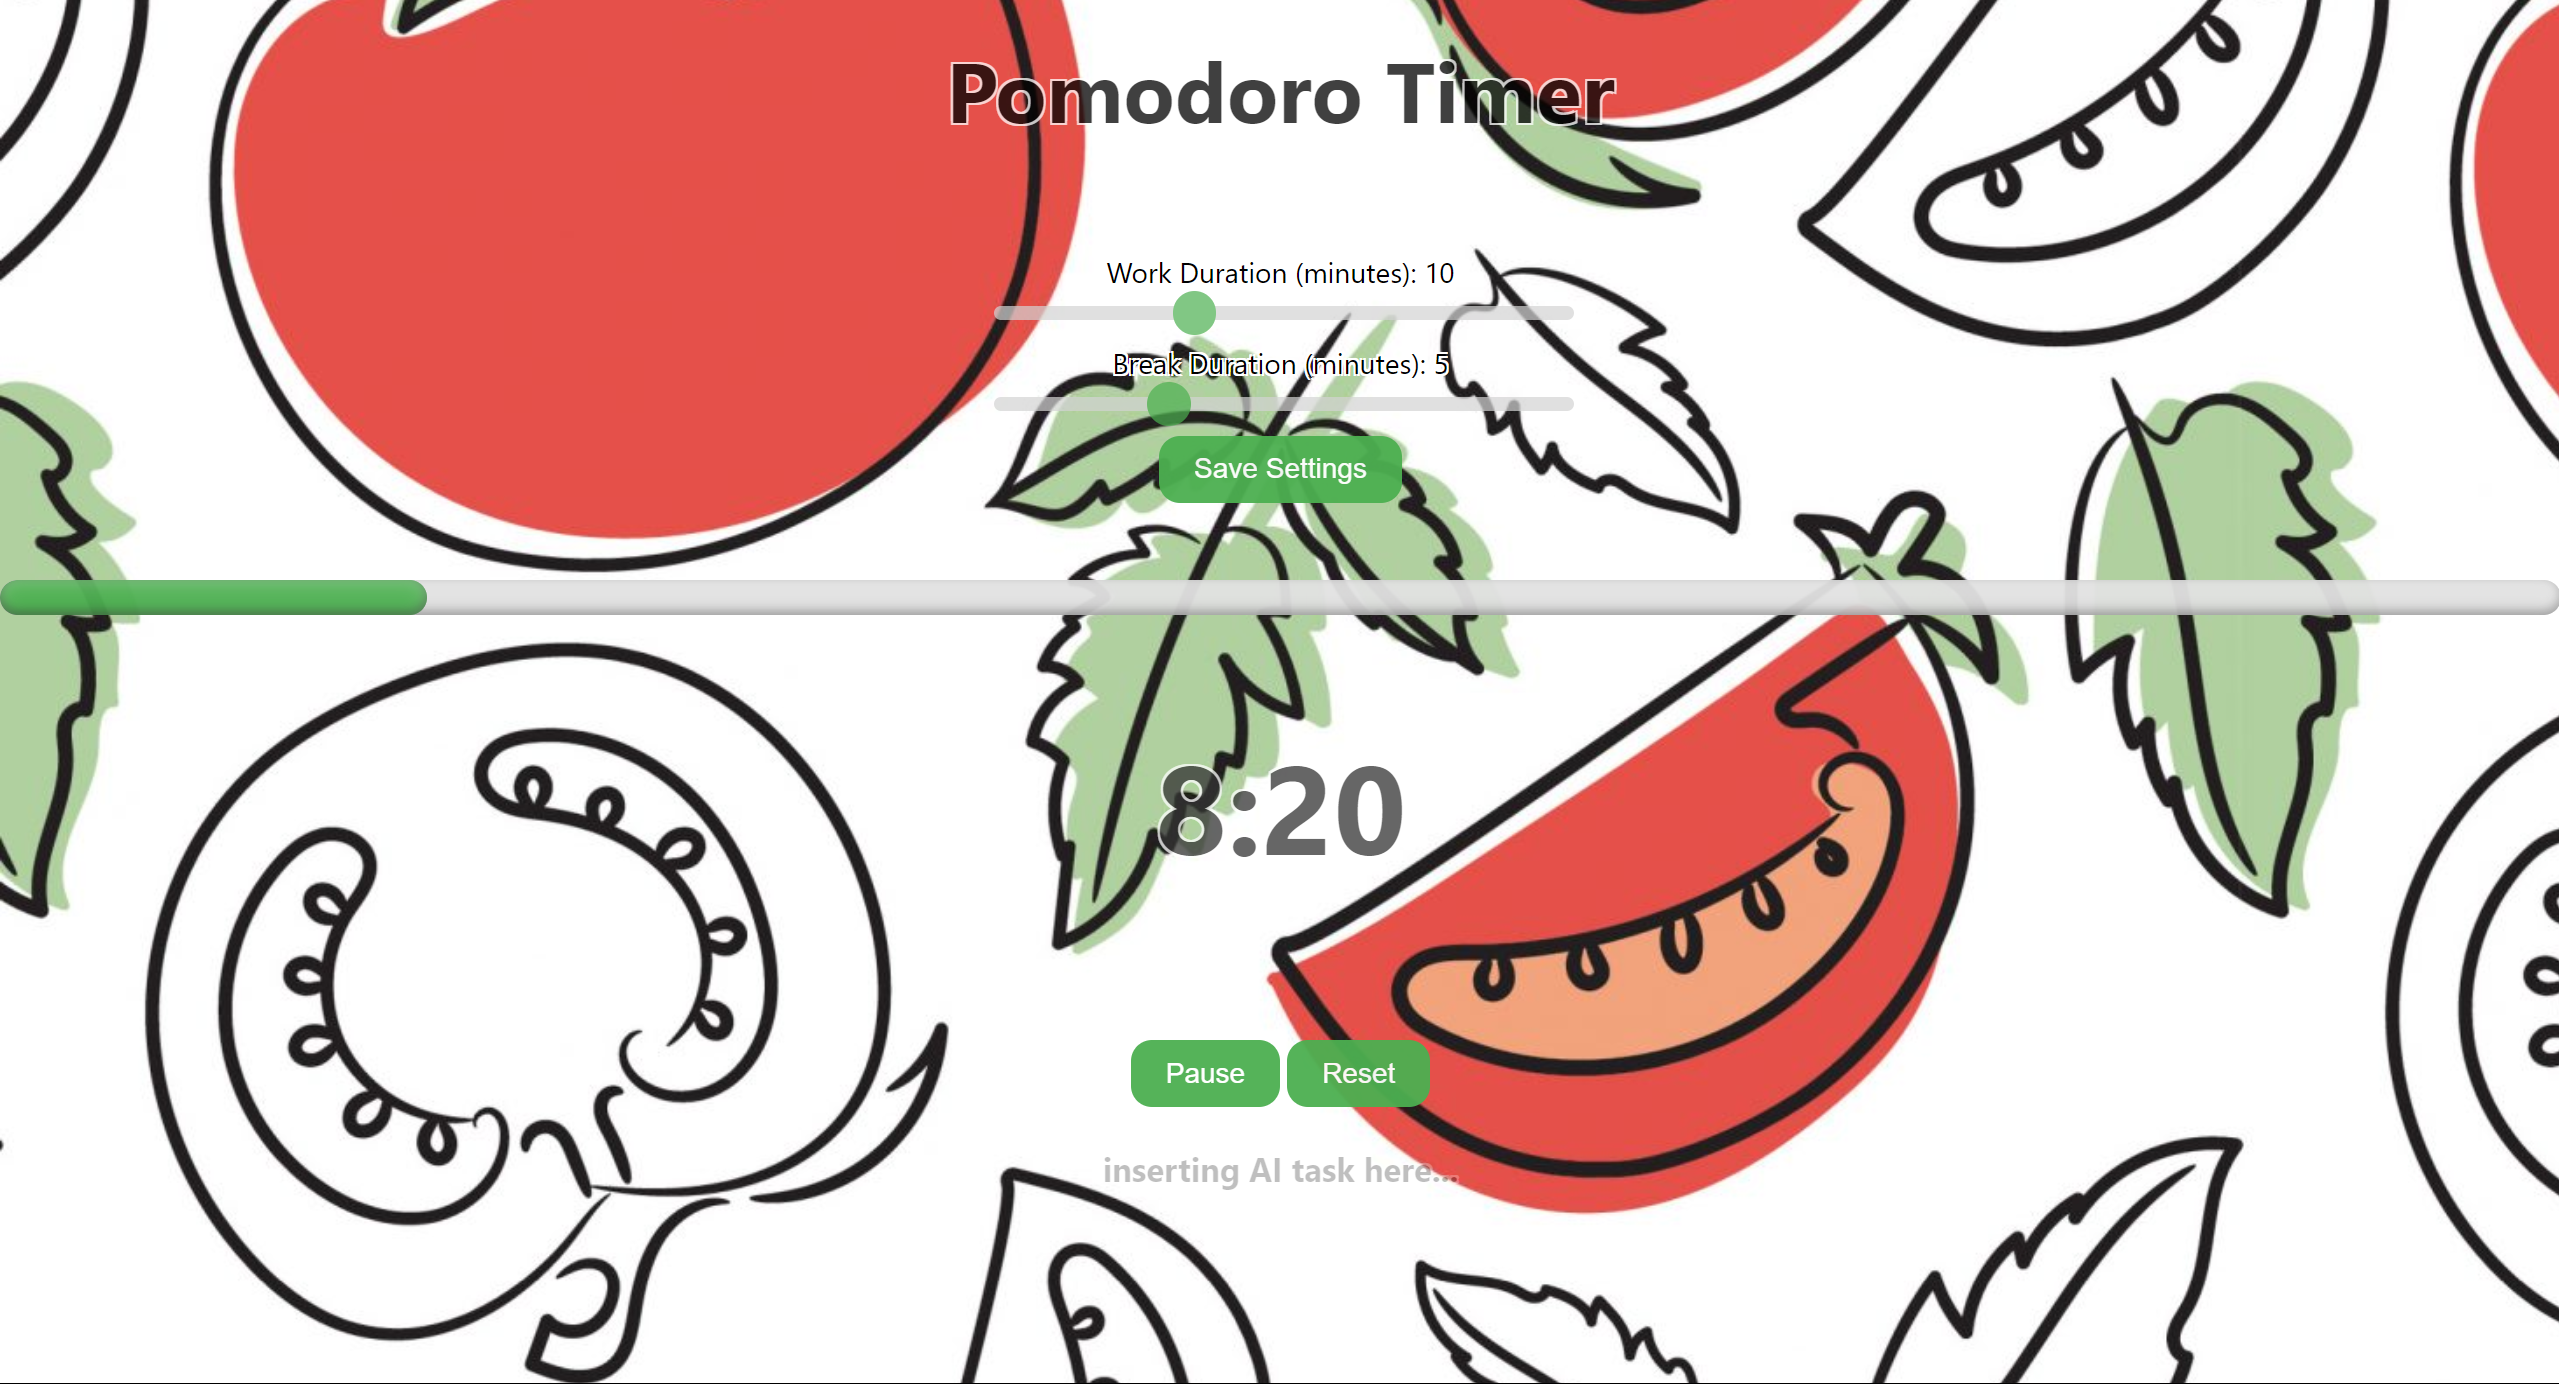 Pomodoro Timer
Work Duration (minutes): 10
Break Duration (minutes): 5
Save Settings
8:20
Pause Reset
inserting AI task here...